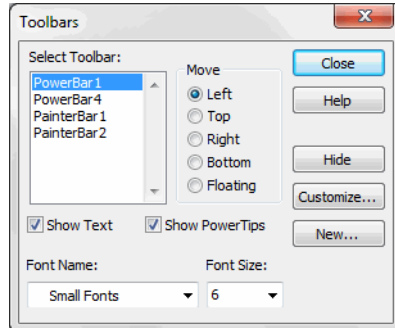 Toolbars
Select Toolbar:
PowerBar1
PowerBar4
PainterBar1
PainterBar2
Move
Left
Top
Right
Bottom
Floating
Close
Help
Hide
Customize...
New...
Show Text
Show PowerTips
Font Name:
Font Size:
Small Fonts
6